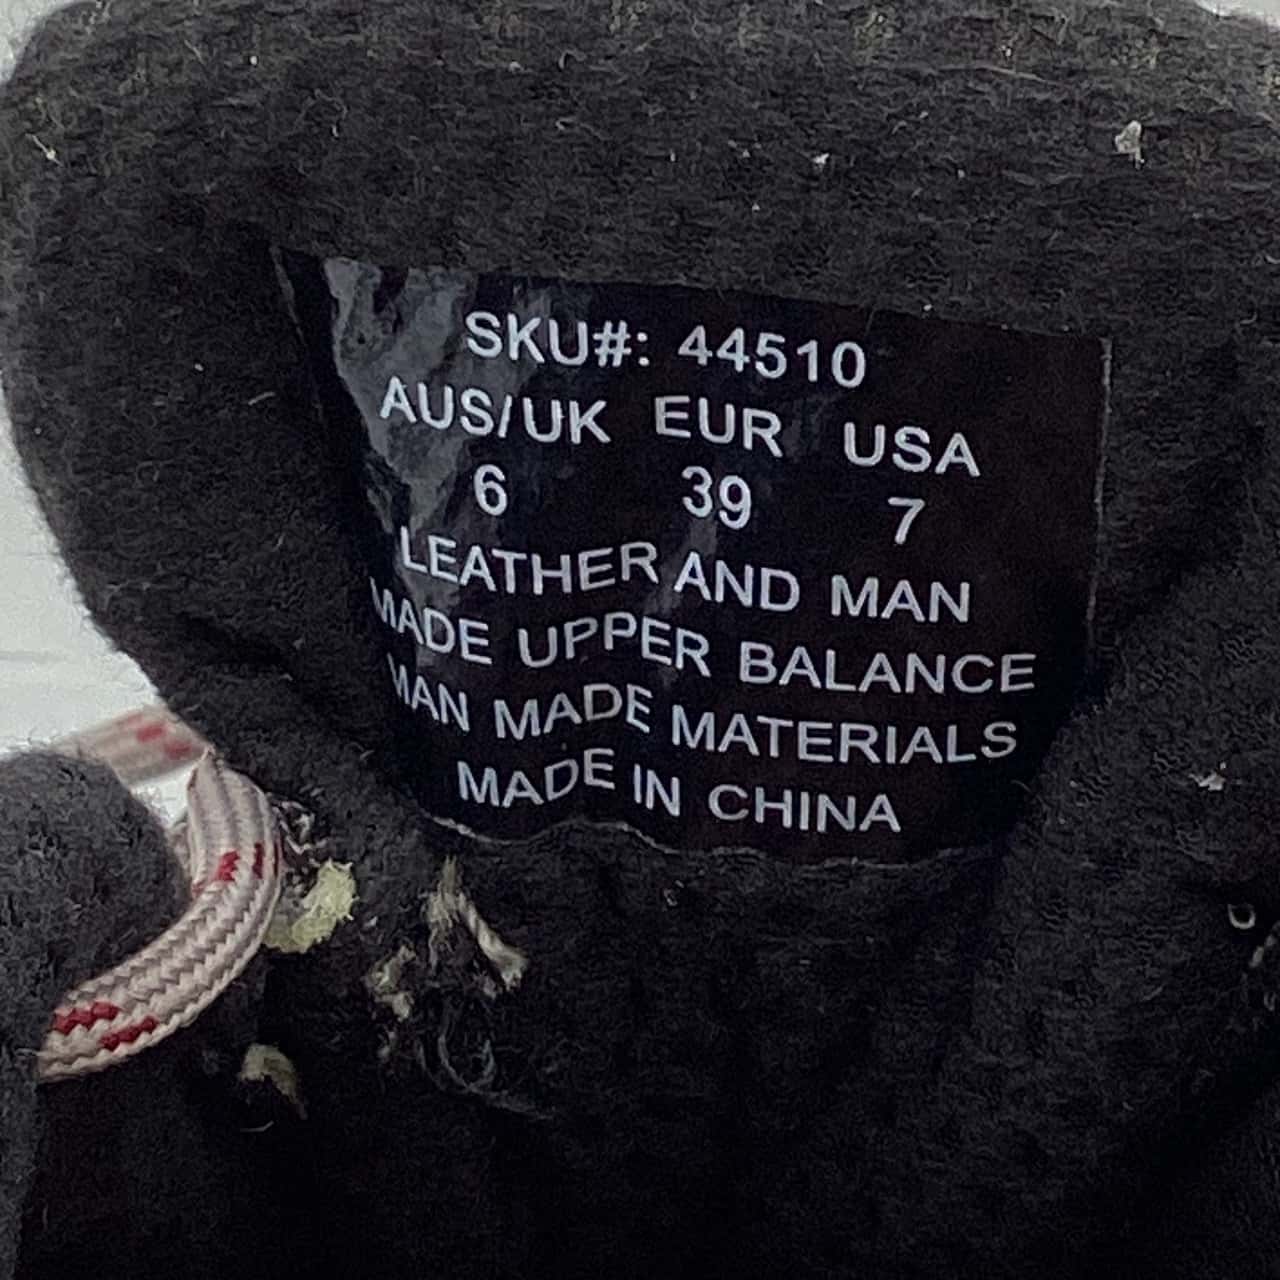 SKU#: 44510
AUS/UK EUR USA
6 39 7
LEATHER AND MAN
MADE UPPER BALANCE
MAN MADE MATERIALS
MADE IN CHINA